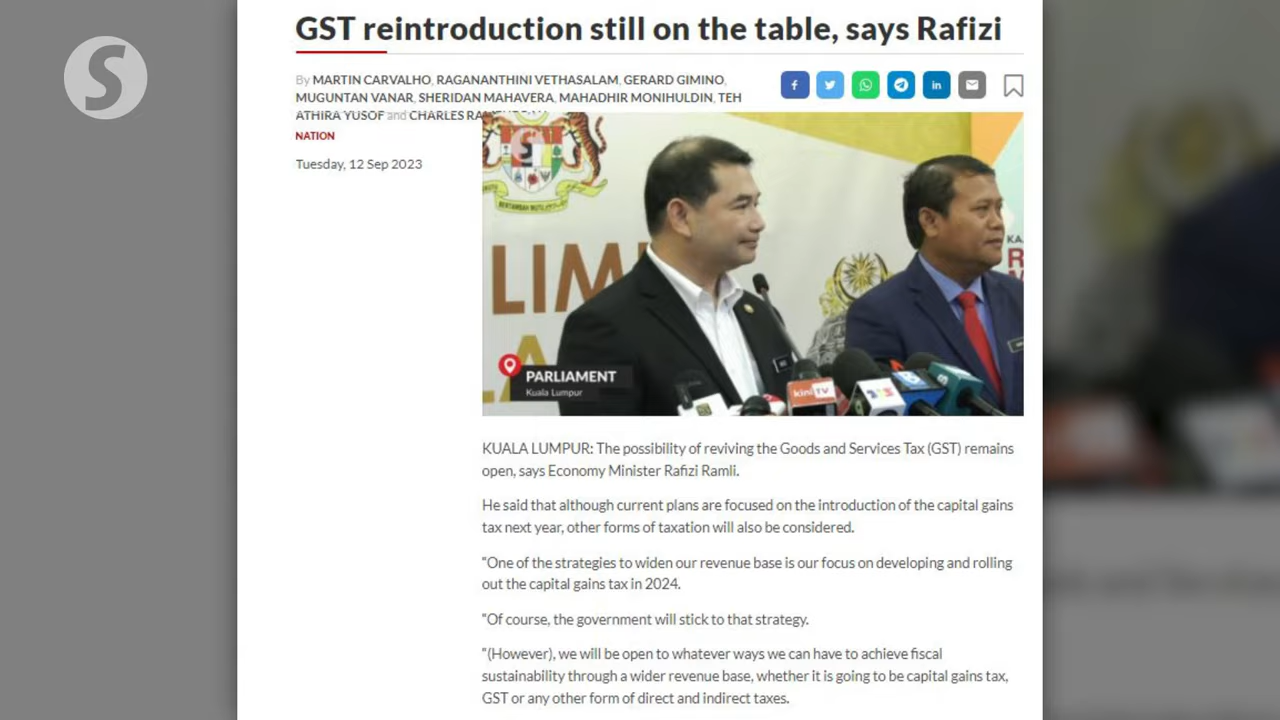 S
GST reintroduction still on the table, says Rafizi
By MARTIN CARVALHO, RAGANANTHINI VETHASALAM, GERARD GIMINO,
MUGUNTAN VANAR, SHERIDAN MAHAVERA, MAHADHIR MONIHULDIN, TEH
ATHIRA YUSOF and CHARLES
NATION
Tuesday, 12 Sep 2023
LIM
PARLIAMENT
Kuala Lumpur
kini TV
KUALA LUMPUR: The possibility of reviving the Goods and Services Tax (GST) remains
open, says Economy Minister Rafizi Ramli.
He said that although current plans are focused on the introduction of the capital gains
tax next year, other forms of taxation will also be considered.
"One of the strategies to widen our revenue base is our focus on developing and rolling
out the capital gains tax in 2024.
"Of course, the government will stick to that strategy.
"(However), we will be open to whatever ways we can have to achieve fiscal
sustainability through a wider revenue base, whether it is going to be capital gains tax,
GST or any other form of direct and indirect taxes.